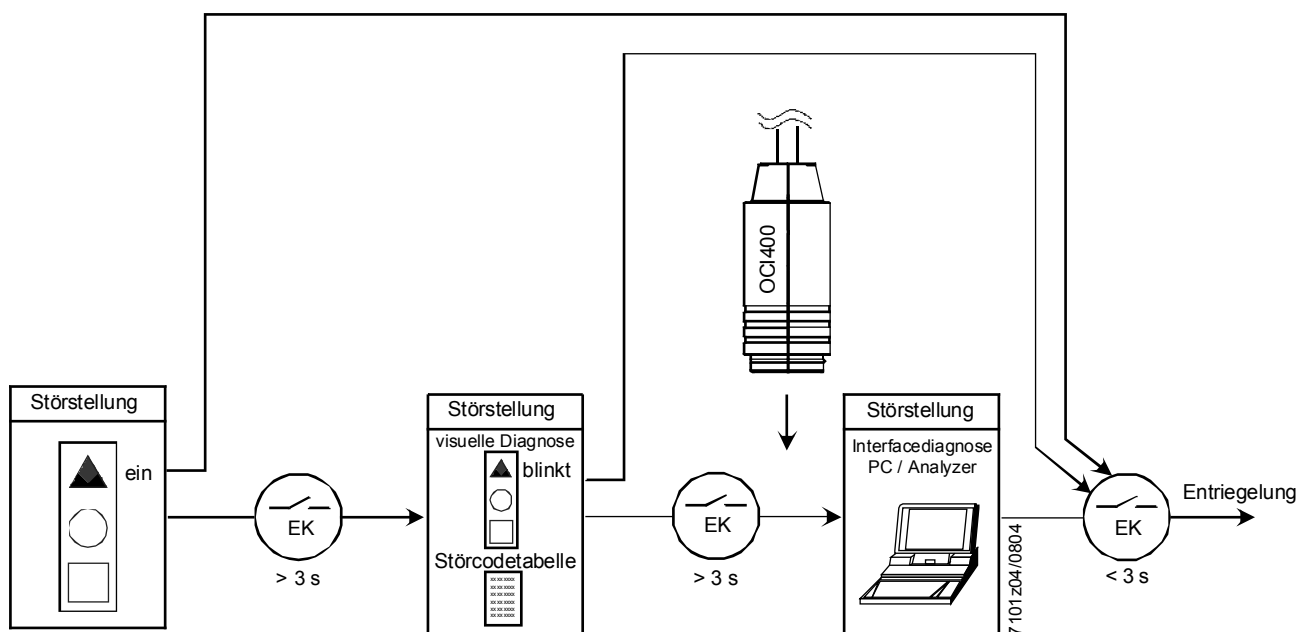 OCI400
Störstellung
ein
EK
> 3 s
Störstellung
visuelle Diagnose
blinkt
Störcodetabelle
EK
> 3 s
Störstellung
Interfacediagnose
PC / Analyzer
7101z04/0804
EK
< 3 s
Entriegelung